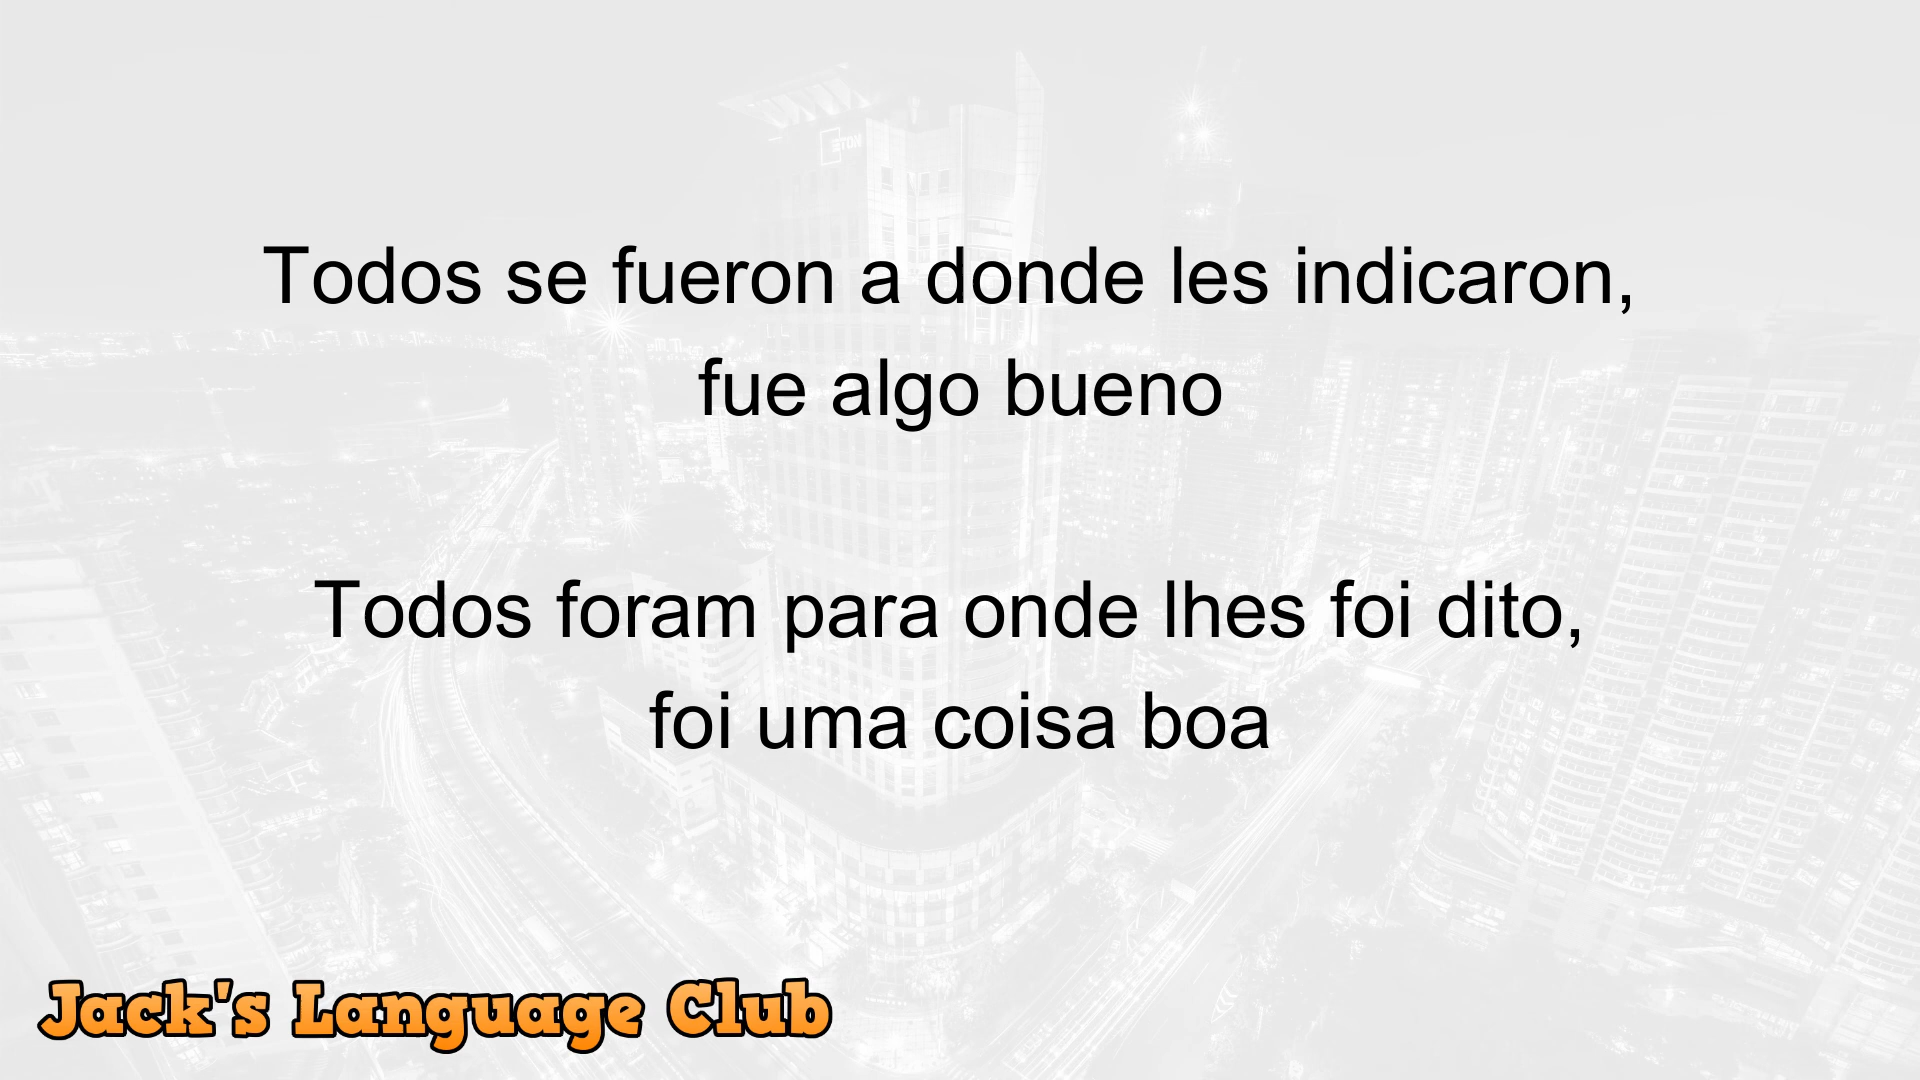 Todos se fueron a donde les indicaron,
fue algo bueno
Todos foram para onde lhes foi dito,
foi uma coisa boa
Jack's Language Club